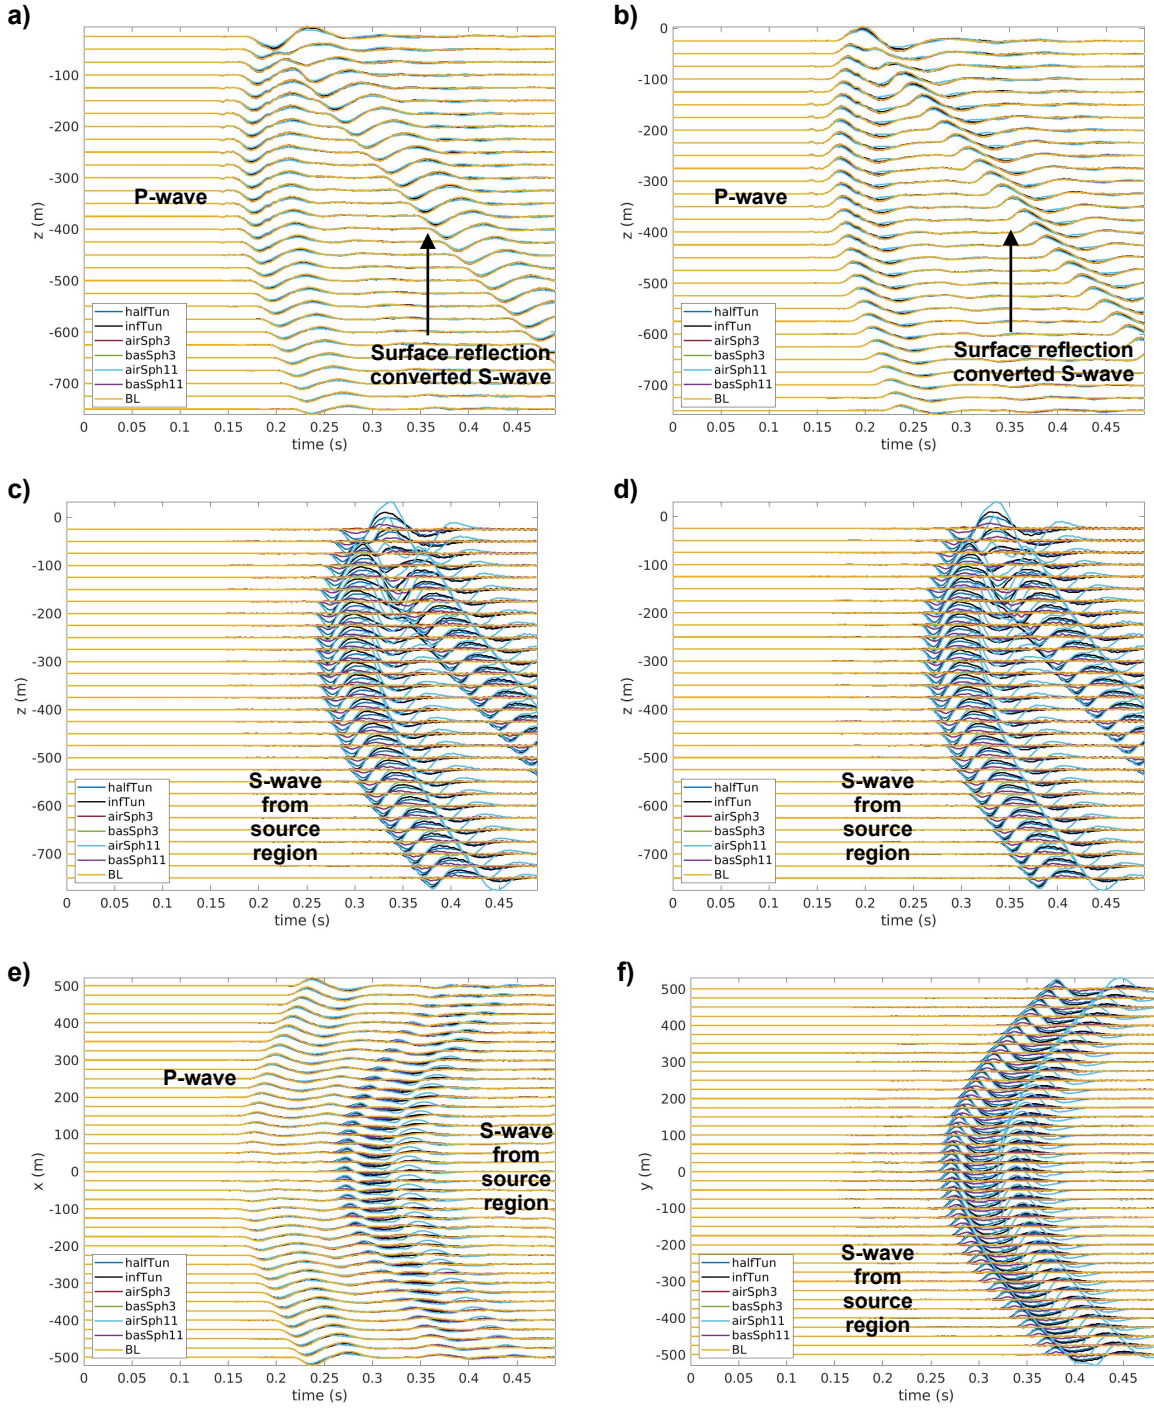 a)
z (m)
-100
-200
-300
-400
-500
-600
-700
P-wave
Surface reflection
converted S-wave
halfTun
infTun
airSph3
basSph3
airSph11
basSph11
BL
0 0.05 0.1 0.15 0.2 0.25 0.3 0.35 0.4 0.45
time (s)
b)
z (m)
0
-100
-200
-300
-400
-500
-600
-700
P-wave
Surface reflection
converted S-wave
halfTun
infTun
airSph3
basSph3
airSph11
basSph11
BL
0 0.05 0.1 0.15 0.2 0.25 0.3 0.35 0.4 0.45
time (s)
c)
z (m)
0
-100
-200
-300
-400
-500
-600
-700
S-wave
from
source
region
halfTun
infTun
airSph3
basSph3
airSph11
basSph11
BL
0 0.05 0.1 0.15 0.2 0.25 0.3 0.35 0.4 0.45
time (s)
d)
z (m)
0
-100
-200
-300
-400
-500
-600
-700
S-wave
from
source
region
halfTun
infTun
airSph3
basSph3
airSph11
basSph11
BL
0 0.05 0.1 0.15 0.2 0.25 0.3 0.35 0.4 0.45
time (s)
e)
x (m)
500
400
300
200
100
0
-100
-200
-300
-400
-500
P-wave
S-wave
from
source
region
halfTun
infTun
airSph3
basSph3
airSph11
basSph11
BL
0 0.05 0.1 0.15 0.2 0.25 0.3 0.35 0.4 0.45
time (s)
f)
y (m)
500
400
300
200
100
0
-100
-200
-300
-400
-500
S-wave
from
source
region
halfTun
infTun
airSph3
basSph3
airSph11
basSph11
BL
0 0.05 0.1 0.15 0.2 0.25 0.3 0.35 0.4 0.45
time (s)